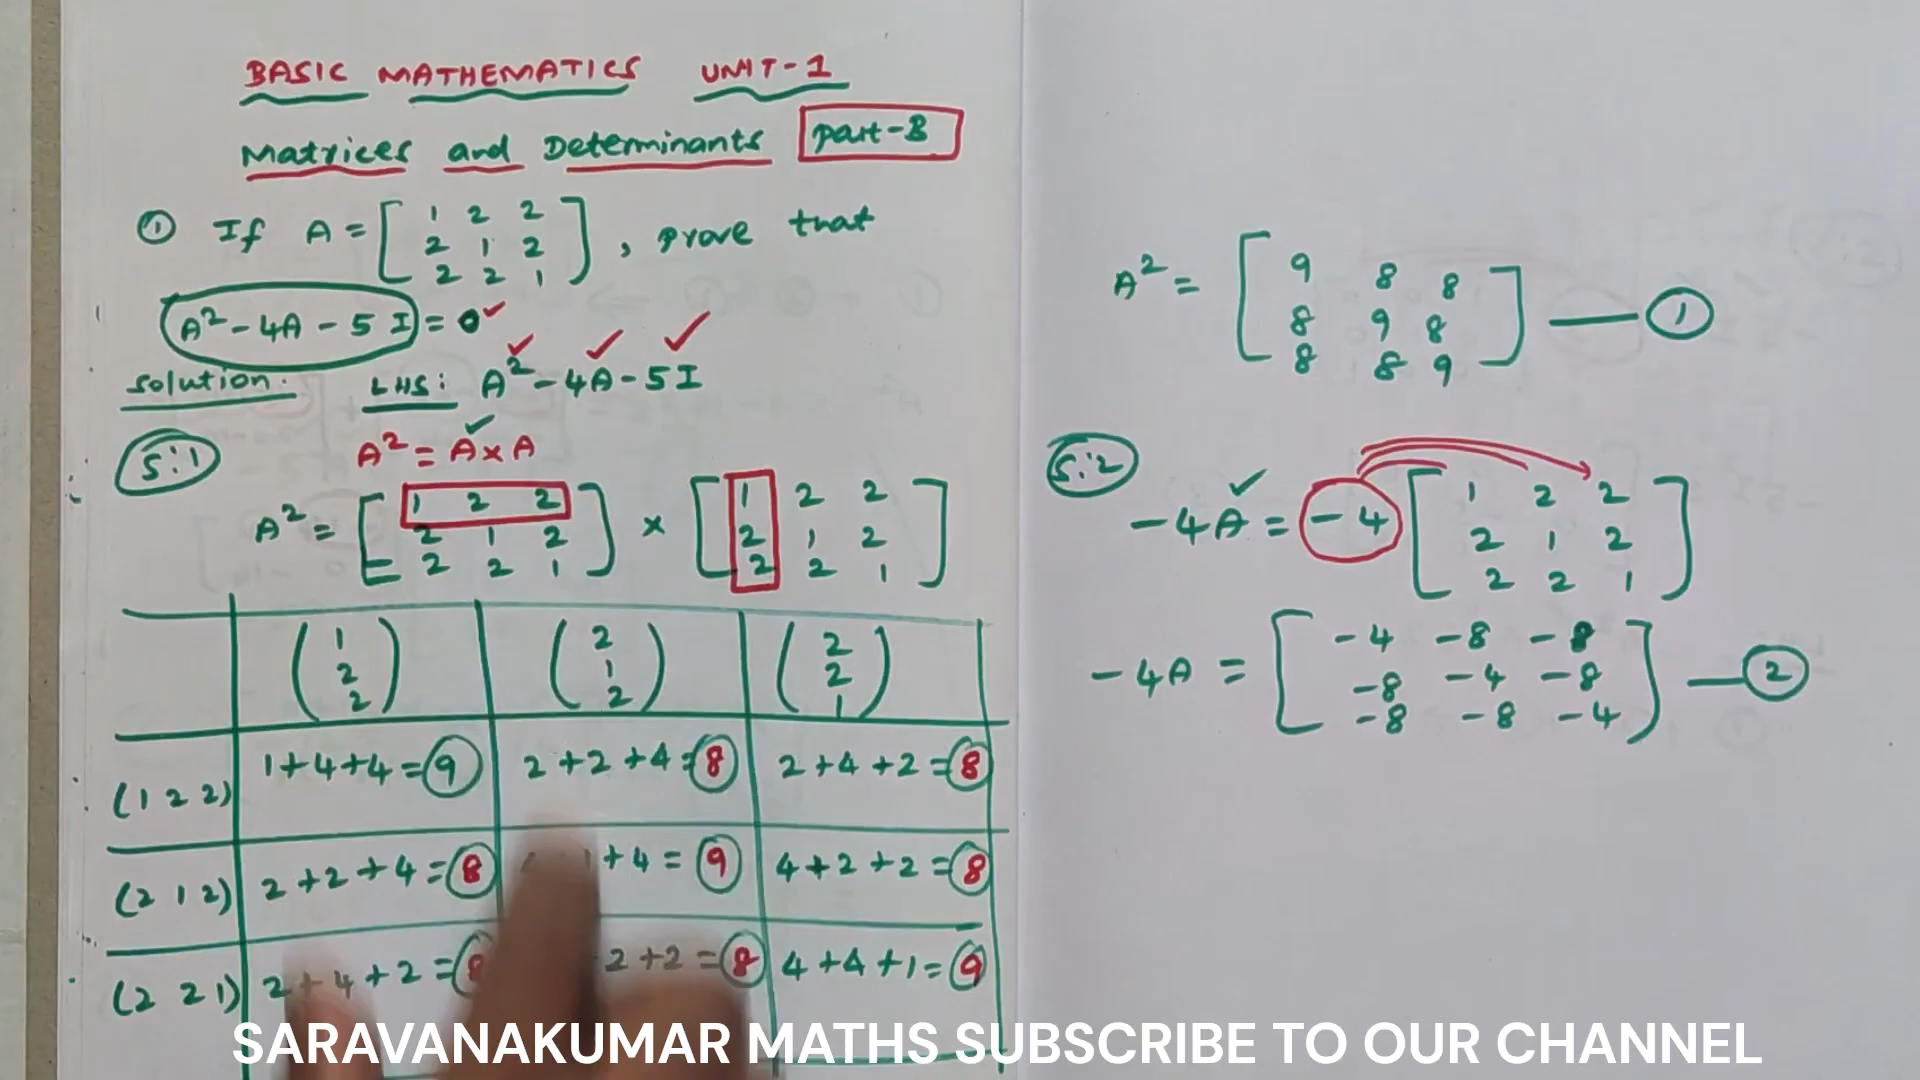 BASIC MATHEMATICS UNIT-1
Matrices and Determinants part-B
① If A = [1 2 2
2 1 2
2 2 1], prove that
A² - 4A - 5I = 0 ✓
solution. LHS: A² - 4A - 5I
S:1 A² = A × A
A² = [1 2 2
2 1 2
2 2 1] × [1 2 2
2 1 2
2 2 1]
(1 2 2) (2 1 2) (2 2 1)
(1 2 2) 1+4+4=9 2+2+4=8 2+4+2=8
(2 1 2) 2+2+4=8 +4=9 4+2+2=8
(2 2 1) 2+4+2=8 2+2=8 4+4+1=9
A² = [9 8 8
8 9 8
8 8 9] — ①
S:2
-4A = -4 [1 2 2
2 1 2
2 2 1]
-4A = [-4 -8 -8
-8 -4 -8
-8 -8 -4] — ②
SARAVANAKUMAR MATHS SUBSCRIBE TO OUR CHANNEL